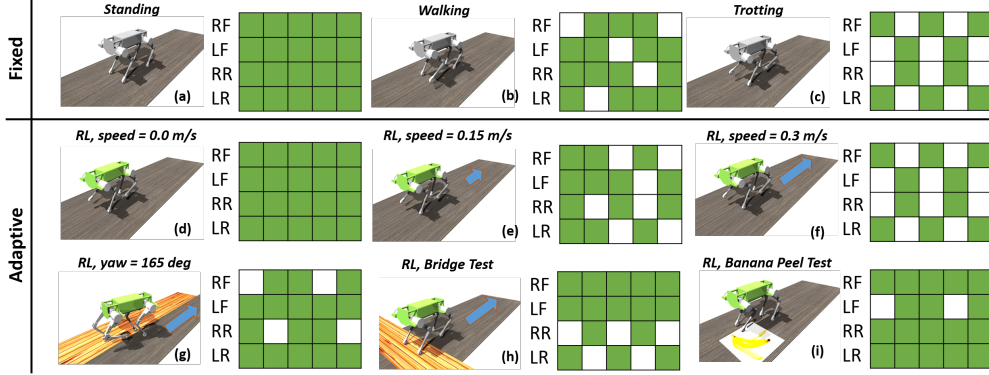 Fixed
Standing
Walking
Trotting
RF
LF
RR
LR
(a)
RF
LF
RR
LR
(b)
RF
LF
RR
LR
(c)
Adaptive
RL, speed = 0.0 m/s
RL, speed = 0.15 m/s
RL, speed = 0.3 m/s
RF
LF
RR
LR
(d)
RF
LF
RR
LR
(e)
RF
LF
RR
LR
(f)
RL, yaw = 165 deg
RL, Bridge Test
RL, Banana Peel Test
RF
LF
RR
LR
(g)
RF
LF
RR
LR
(h)
RF
LF
RR
LR
(i)